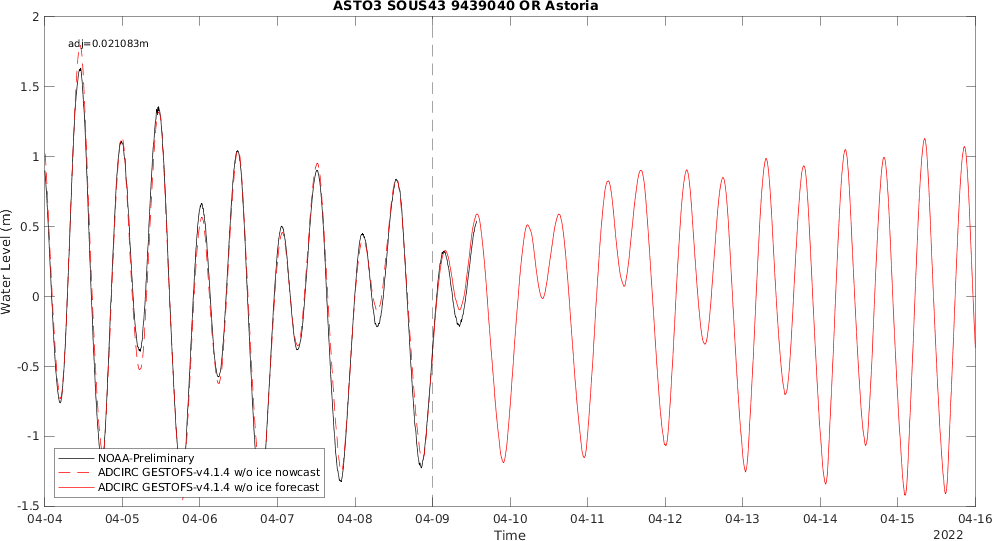 ASTO3 SOUS43 9439040 OR Astoria
adj=0.021083m
Water Level (m)
2
1.5
1
0.5
0
-0.5
-1
-1.5
NOAA-Preliminary
ADCIRC GESTOFS-v4.1.4 w/o ice nowcast
ADCIRC GESTOFS-v4.1.4 w/o ice forecast
04-04 04-05 04-06 04-07 04-08 04-09 04-10 04-11 04-12 04-13 04-14 04-15 04-16
Time
2022